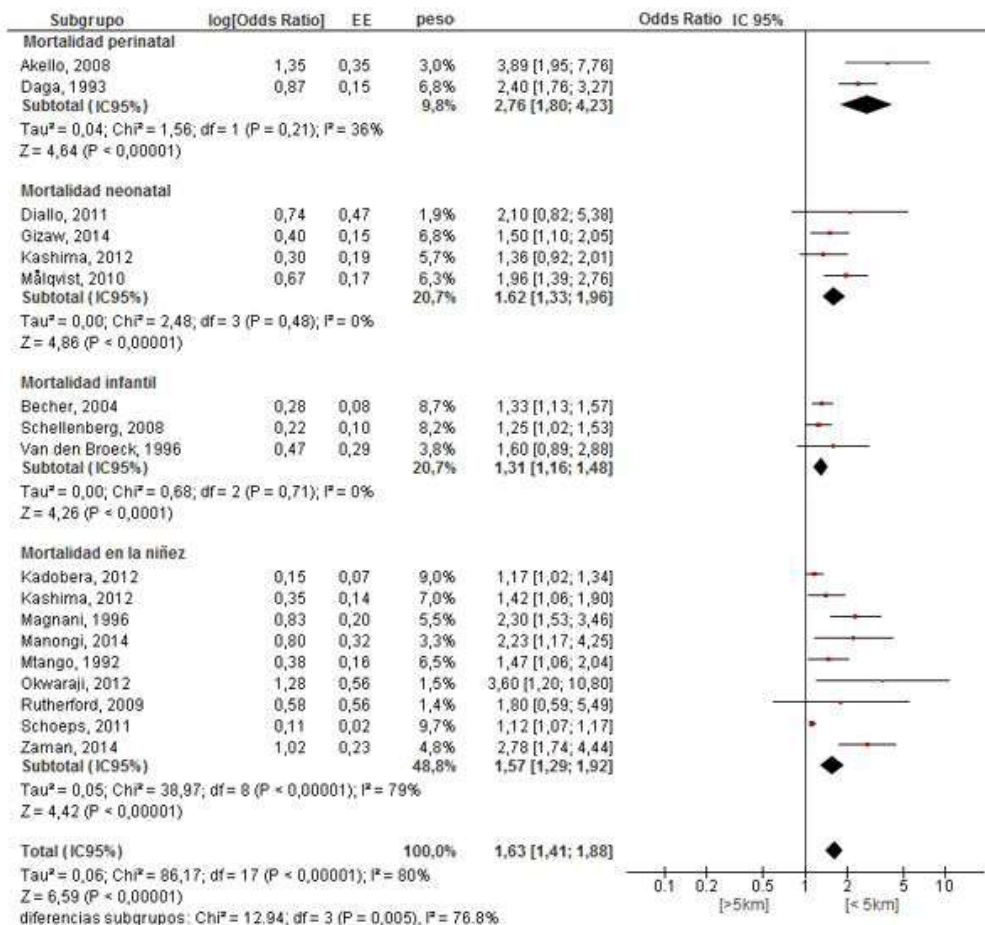 Subgrupo log[Odds Ratio] EE peso Odds Ratio IC 95%
Mortalidad perinatal
Akello, 2008 1,35 0,35 3,0% 3,89 [1,95; 7,76]
Daga, 1993 0,87 0,15 6,8% 2,40 [1,76; 3,27]
Subtotal (IC95%) 9,8% 2,76 [1,80; 4,23]
Tau² = 0,04; Chi² = 1,56; df = 1 (P = 0,21); I² = 36%
Z = 4,64 (P < 0,00001)
Mortalidad neonatal
Diallo, 2011 0,74 0,47 1,9% 2,10 [0,82; 5,38]
Gizaw, 2014 0,40 0,15 6,8% 1,50 [1,10; 2,05]
Kashima, 2012 0,30 0,19 5,7% 1,36 [0,92; 2,01]
Målqvist, 2010 0,67 0,17 6,3% 1,96 [1,39; 2,76]
Subtotal (IC95%) 20,7% 1,62 [1,33; 1,96]
Tau² = 0,00; Chi² = 2,48; df = 3 (P = 0,48); I² = 0%
Z = 4,86 (P < 0,00001)
Mortalidad infantil
Becher, 2004 0,28 0,08 8,7% 1,33 [1,13; 1,57]
Schellenberg, 2008 0,22 0,10 8,2% 1,25 [1,02; 1,53]
Van den Broeck, 1996 0,47 0,29 3,8% 1,60 [0,89; 2,88]
Subtotal (IC95%) 20,7% 1,31 [1,16; 1,48]
Tau² = 0,00; Chi² = 0,68; df = 2 (P = 0,71); I² = 0%
Z = 4,26 (P < 0,0001)
Mortalidad en la niñez
Kadobera, 2012 0,15 0,07 9,0% 1,17 [1,02; 1,34]
Kashima, 2012 0,35 0,14 7,0% 1,42 [1,06; 1,90]
Magnani, 1996 0,83 0,20 5,5% 2,30 [1,53; 3,46]
Manongi, 2014 0,80 0,32 3,3% 2,23 [1,17; 4,25]
Mtango, 1992 0,38 0,16 6,5% 1,47 [1,06; 2,04]
Okwaraji, 2012 1,28 0,56 1,5% 3,60 [1,20; 10,80]
Rutherford, 2009 0,58 0,56 1,4% 1,80 [0,59; 5,49]
Schoeps, 2011 0,11 0,02 9,7% 1,12 [1,07; 1,17]
Zaman, 2014 1,02 0,23 4,8% 2,78 [1,74; 4,44]
Subtotal (IC95%) 48,8% 1,57 [1,29; 1,92]
Tau² = 0,05; Chi² = 38,97; df = 8 (P < 0,00001); I² = 79%
Z = 4,42 (P < 0,00001)
Total (IC95%) 100,0% 1,63 [1,41; 1,88]
Tau² = 0,06; Chi² = 86,17; df = 17 (P < 0,00001); I² = 80%
Z = 6,59 (P < 0,00001)
diferencias subgrupos: Chi² = 12.94; df = 3 (P = 0,005), I² = 76.8%
0.1 0.2 0.5 1 2 5 10
[>5km] [< 5km]